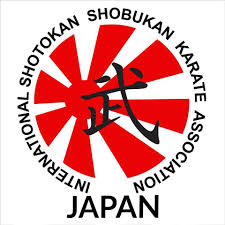 INTERNATIONAL SHOTOKAN SHOBUKAN KARATE ASSOCIATION
武
JAPAN